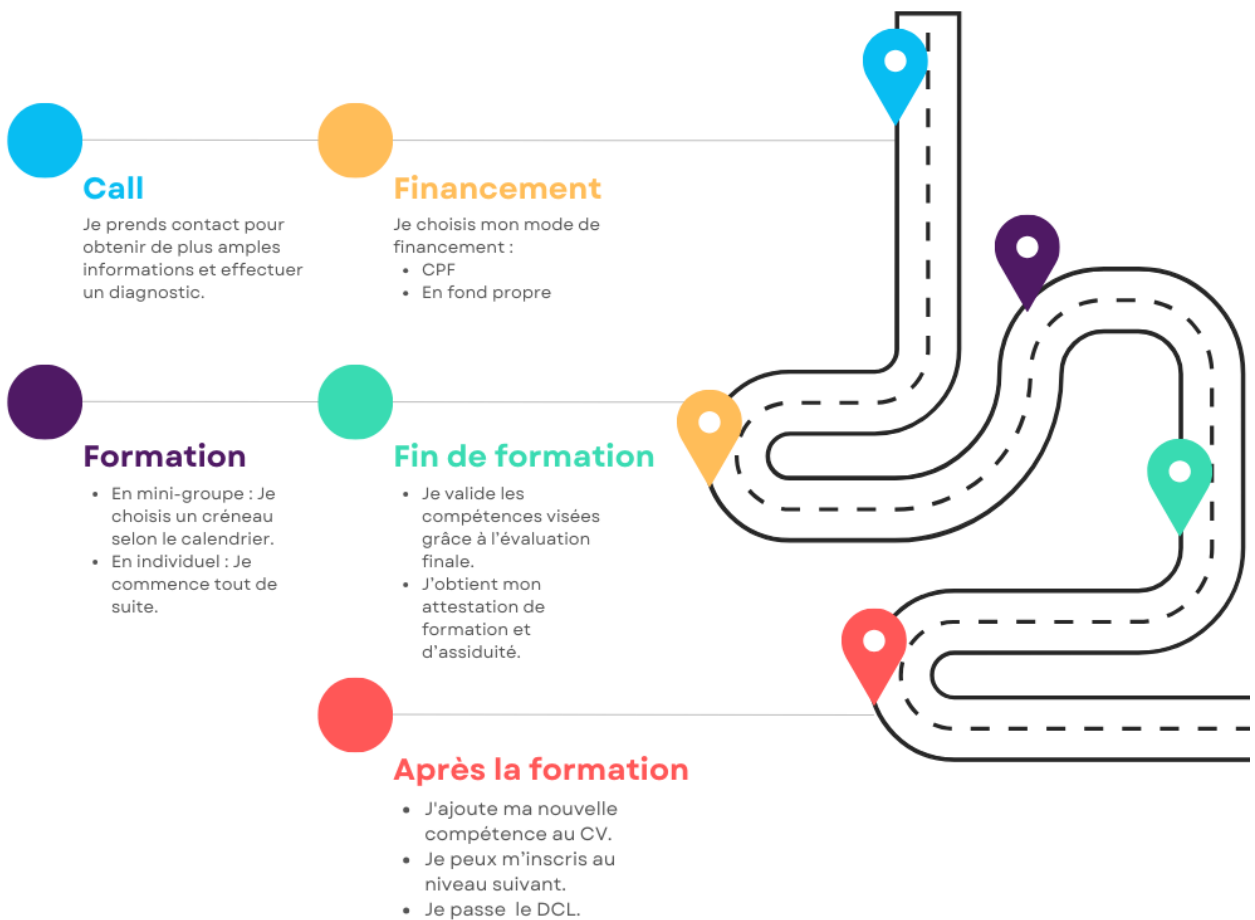 Call
Je prends contact pour
obtenir de plus amples
informations et effectuer
un diagnostic.
Financement
Je choisis mon mode de
financement :
• CPF
• En fond propre
Formation
• En mini-groupe : Je
choisis un créneau
selon le calendrier.
• En individuel : Je
commence tout de
suite.
Fin de formation
• Je valide les
compétences visées
grâce à l'évaluation
finale.
• J'obtient mon
attestation de
formation et
d'assiduité.
Après la formation
• J'ajoute ma nouvelle
compétence au CV.
• Je peux m'inscris au
niveau suivant.
• Je passe le DCL.